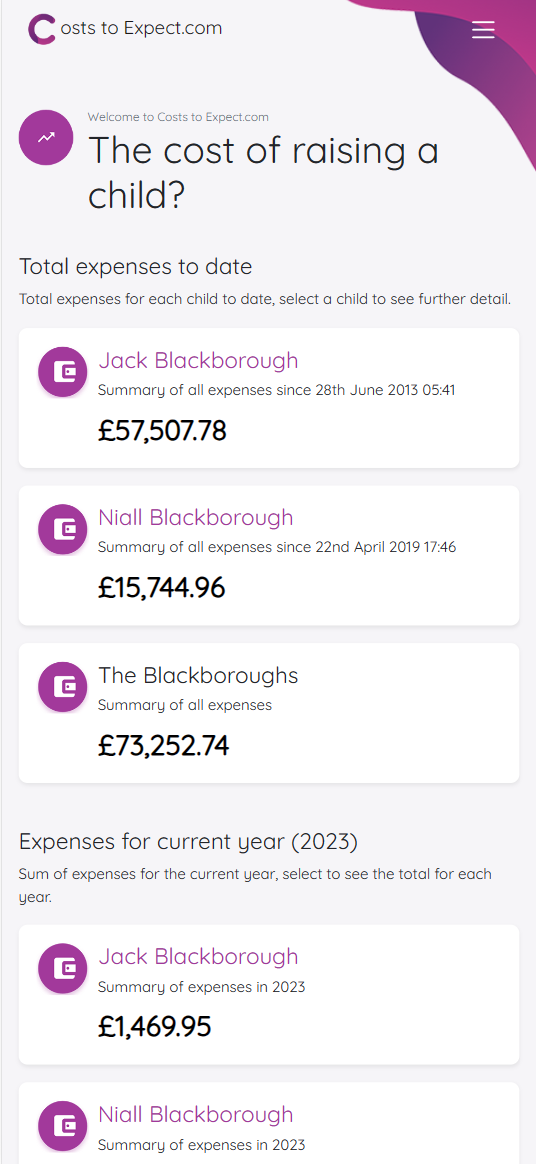 Costs to Expect.com
Welcome to Costs to Expect.com
The cost of raising a
child?
Total expenses to date
Total expenses for each child to date, select a child to see further detail.
Jack Blackborough
Summary of all expenses since 28th June 2013 05:41
£57,507.78
Niall Blackborough
Summary of all expenses since 22nd April 2019 17:46
£15,744.96
The Blackboroughs
Summary of all expenses
£73,252.74
Expenses for current year (2023)
Sum of expenses for the current year, select to see the total for each
year.
Jack Blackborough
Summary of expenses in 2023
£1,469.95
Niall Blackborough
Summary of expenses in 2023